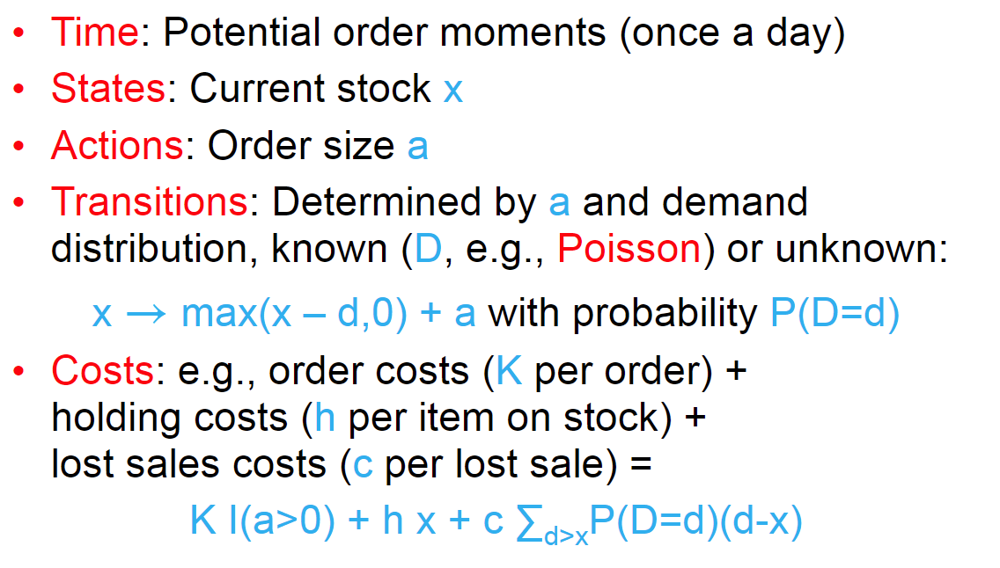 • Time: Potential order moments (once a day)
• States: Current stock x
• Actions: Order size a
• Transitions: Determined by a and demand
distribution, known (D, e.g., Poisson) or unknown:
x → max(x – d,0) + a with probability P(D=d)
• Costs: e.g., order costs (K per order) +
holding costs (h per item on stock) +
lost sales costs (c per lost sale) =
K I(a>0) + h x + c ∑d>xP(D=d)(d-x)